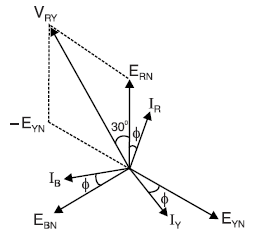 V_RY
E_RN
I_R
30°
ϕ
−E_YN
I_B
ϕ
ϕ
E_BN
I_Y
E_YN